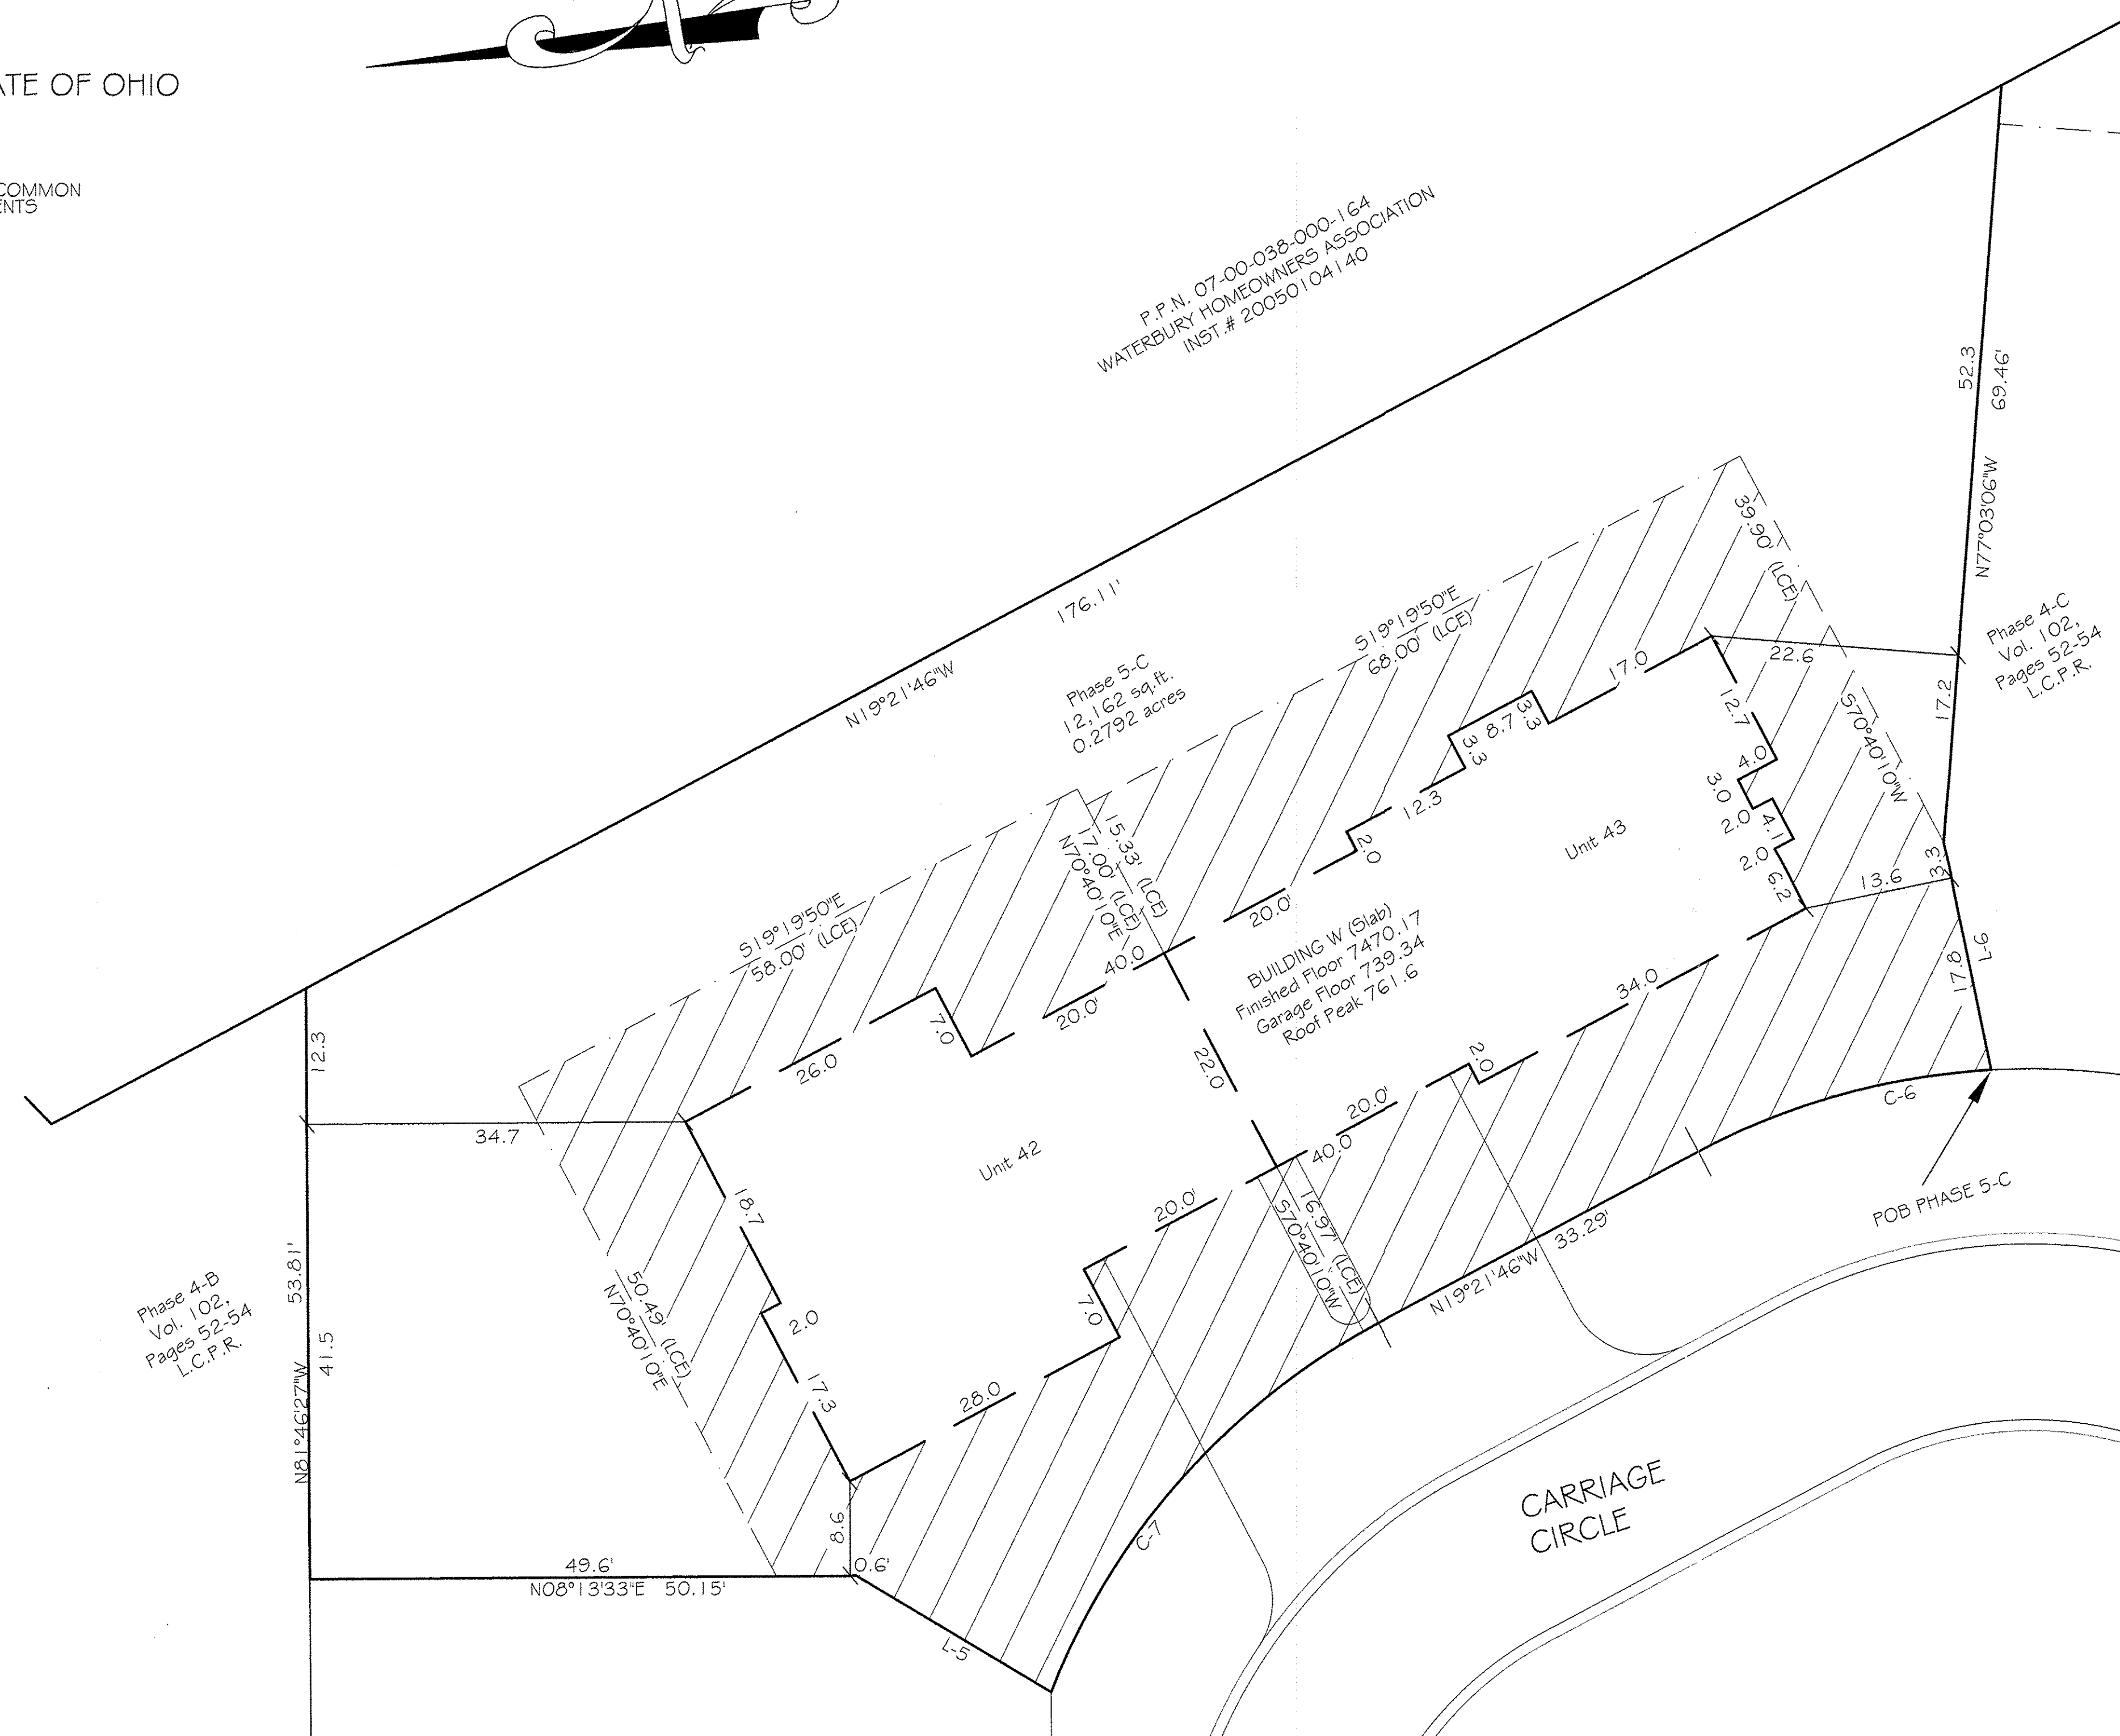 ATE OF OHIO
COMMON
ENTS
P.P.N. 07-00-038-000-164
WATERBURY HOMEOWNERS ASSOCIATION
INST.# 20050104140
52.3
69.46'
N77°03'06"W
176.11'
N19°21'46"W
Phase 5-C
12,162 sq.ft.
0.2792 acres
S19°19'50"E
68.00' (LCE)
39.90' (LCE)
S70°40'10"W
Phase 4-C
Vol. 102,
Pages 52-54
L.C.P.R.
22.6
17.2
17.0
3.3
8.7
3.3
12.3
2.0
20.0'
12.7
4.0
3.0
2.0
4.1
2.0
6.2
Unit 43
3.3
13.6
17.8
L-6
15.33' (LCE)
17.00' (LCE)
N70°40'10"E
40.0
20.0'
S19°19'50"E
58.00' (LCE)
7.0
26.0
BUILDING W (Slab)
Finished Floor 7470.17
Garage Floor 739.34
Roof Peak 761.6
22.0
34.0
2.0
20.0'
40.0
20.0'
C-6
POB PHASE 5-C
12.3
34.7
Unit 42
18.7
2.0
17.3
7.0
28.0
16.97' (LCE)
S70°40'10"W
N19°21'46"W
33.29'
50.49' (LCE)
N70°40'10"E
Phase 4-B
Vol. 102,
Pages 52-54
L.C.P.R.
53.81'
41.5
N81°46'27"W
8.6
0.6'
49.6'
N08°13'33"E 50.15'
L-5
C-7
CARRIAGE
CIRCLE